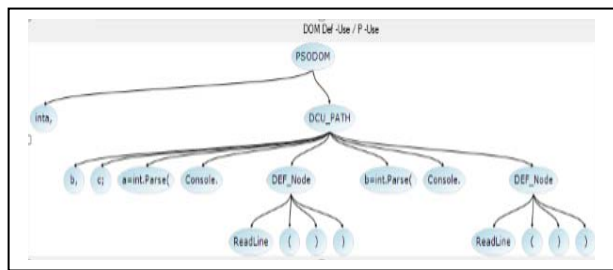 DOM Def -Use / P -Use
PSODOM
inta, DCU_PATH
b, c; a=int.Parse( Console. DEF_Node b=int.Parse( Console. DEF_Node
ReadLine ( ) ) ReadLine ( ) )